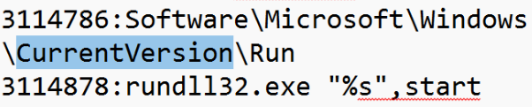 3114786:Software\Microsoft\Windows
\CurrentVersion\Run
3114878:rundll32.exe "%s",start